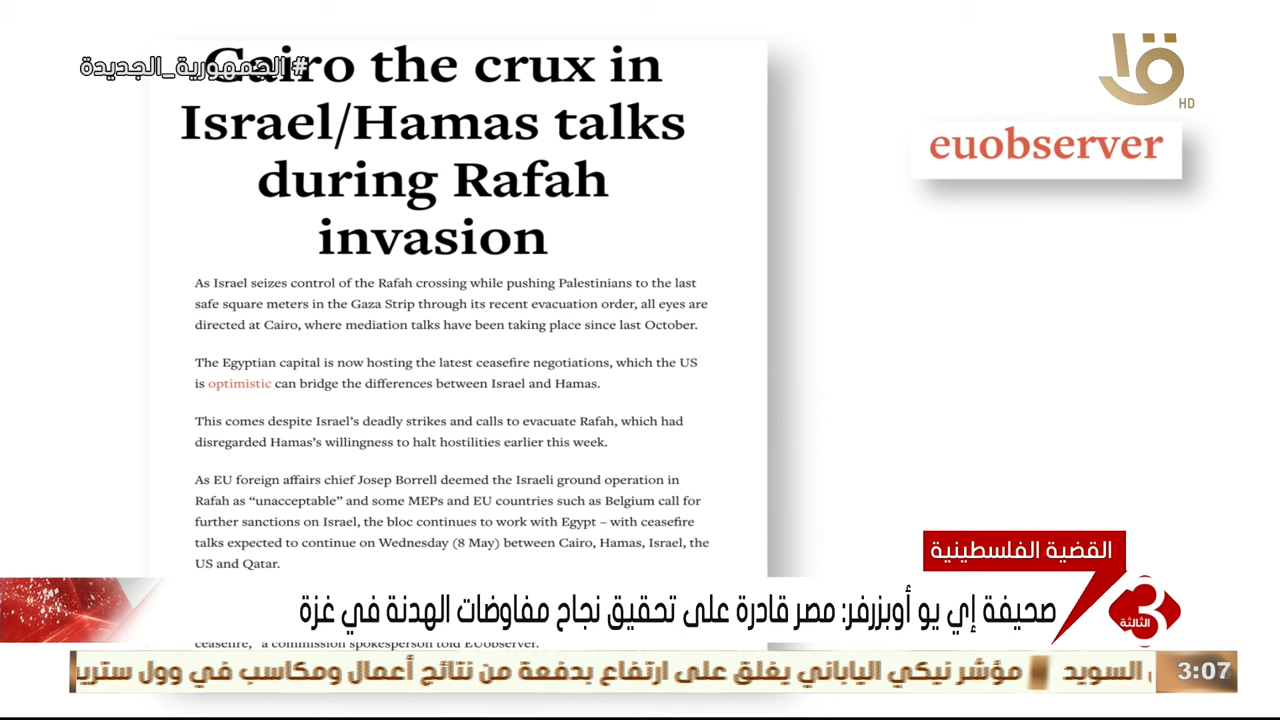 #الجمهورية_الجديدة
HD
euobserver
Cairo the crux in
Israel/Hamas talks
during Rafah
invasion
As Israel seizes control of the Rafah crossing while pushing Palestinians to the last
safe square meters in the Gaza Strip through its recent evacuation order, all eyes are
directed at Cairo, where mediation talks have been taking place since last October.
The Egyptian capital is now hosting the latest ceasefire negotiations, which the US
is optimistic can bridge the differences between Israel and Hamas.
This comes despite Israel’s deadly strikes and calls to evacuate Rafah, which had
disregarded Hamas’s willingness to halt hostilities earlier this week.
As EU foreign affairs chief Josep Borrell deemed the Israeli ground operation in
Rafah as “unacceptable” and some MEPs and EU countries such as Belgium call for
further sanctions on Israel, the bloc continues to work with Egypt – with ceasefire
talks expected to continue on Wednesday (8 May) between Cairo, Hamas, Israel, the
US and Qatar.
القضية الفلسطينية
صحيفة إي يو أوبزرفر: مصر قادرة على تحقيق نجاح مفاوضات الهدنة في غزة
3 الثالثة
ceasefire,” a commission spokesperson told EUobserver.
السويد مؤشر نيكي الياباني يغلق على ارتفاع بدفعة من نتائج أعمال ومكاسب في وول ستري
3:07